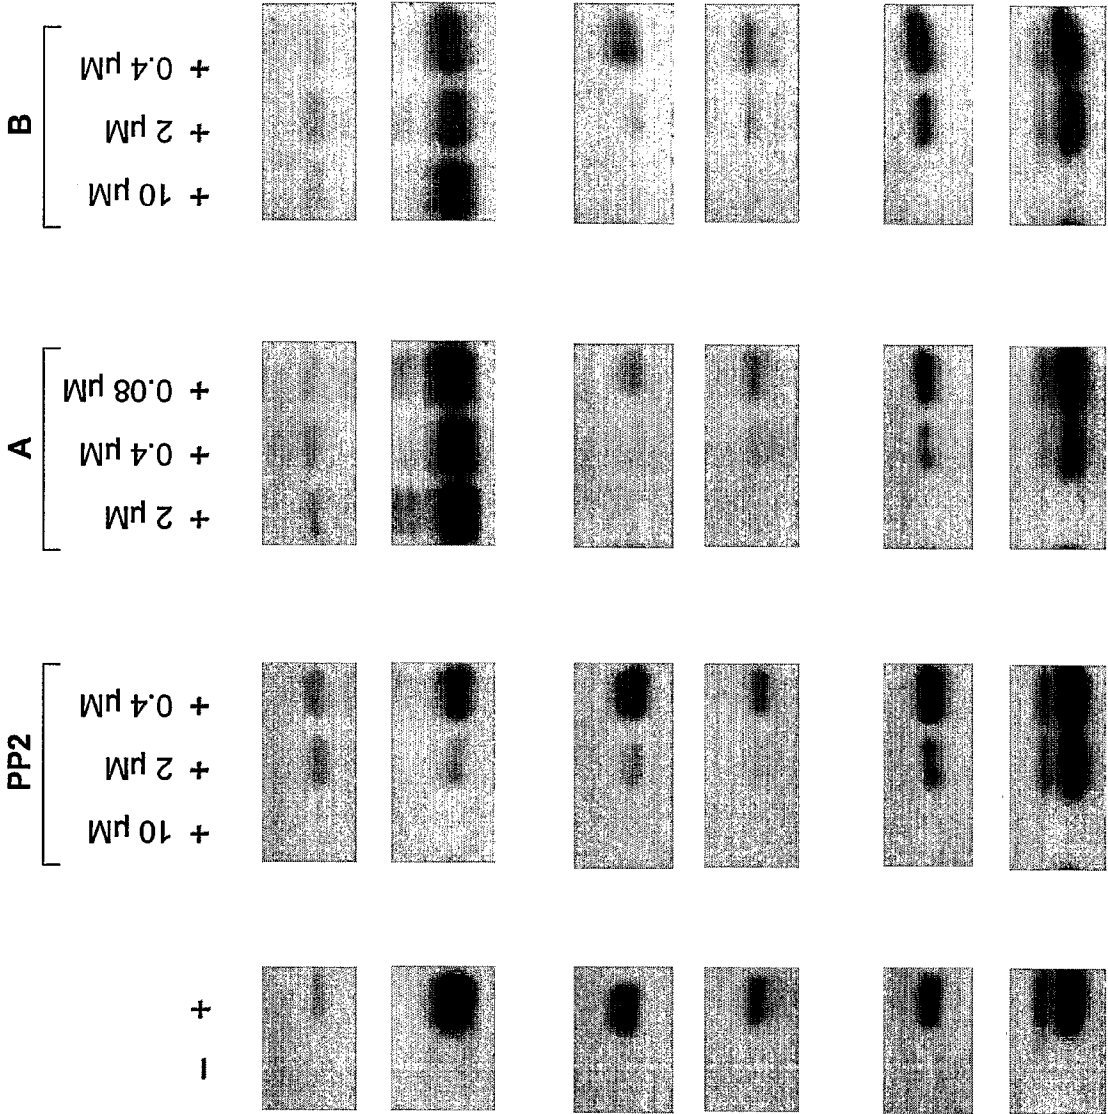 –
+
PP2
+ 10 µM
+ 2 µM
+ 0.4 µM
A
+ 2 µM
+ 0.4 µM
+ 0.08 µM
B
+ 10 µM
+ 2 µM
+ 0.4 µM